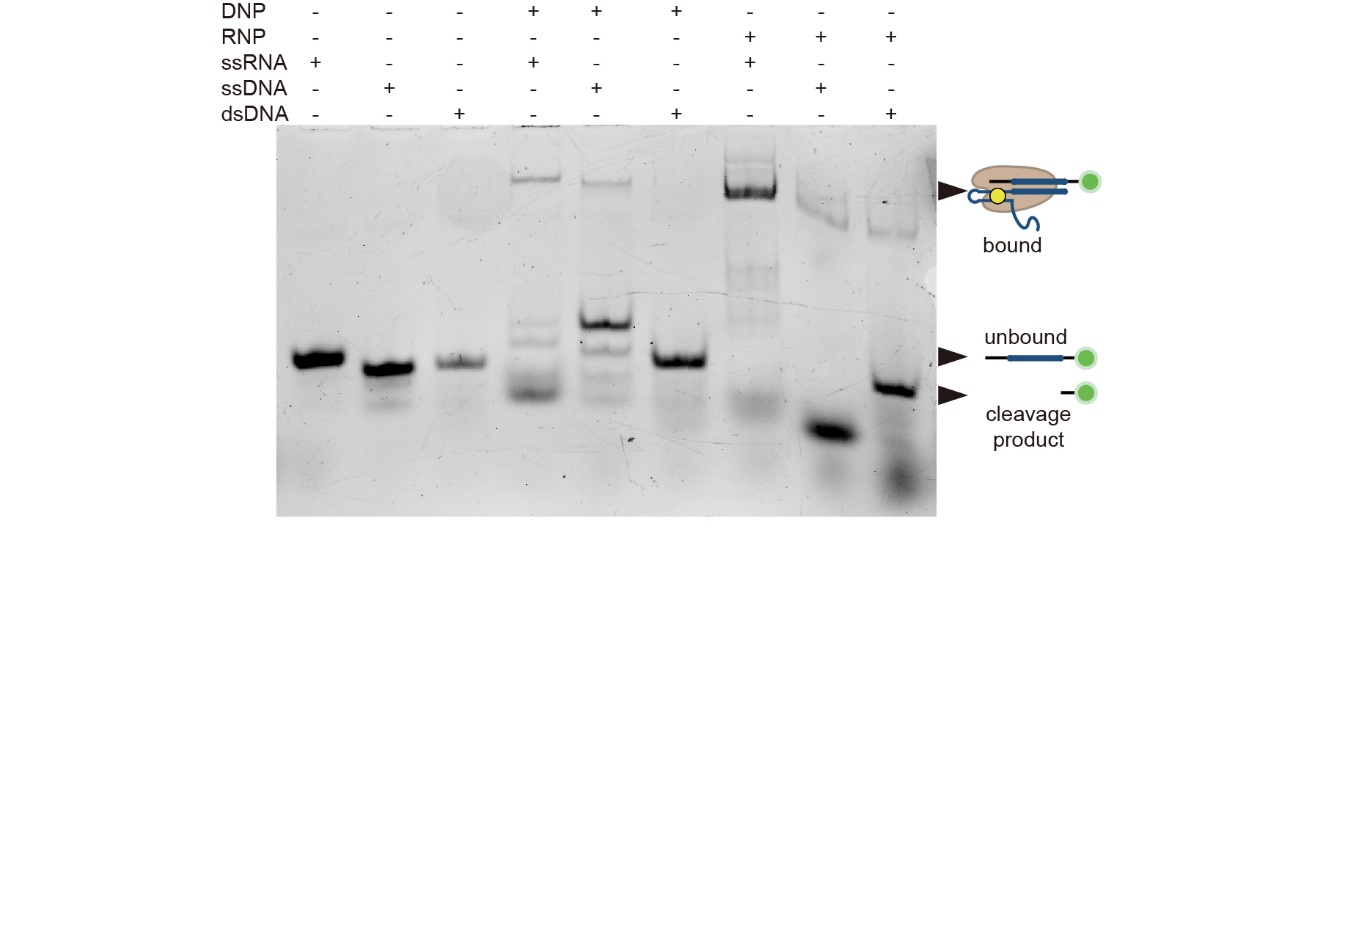 DNP - - - + + + - - -
RNP - - - - - - + + +
ssRNA + - - + - - + - -
ssDNA - + - - + - - + -
dsDNA - - + - - + - - +
bound
unbound
cleavage
product